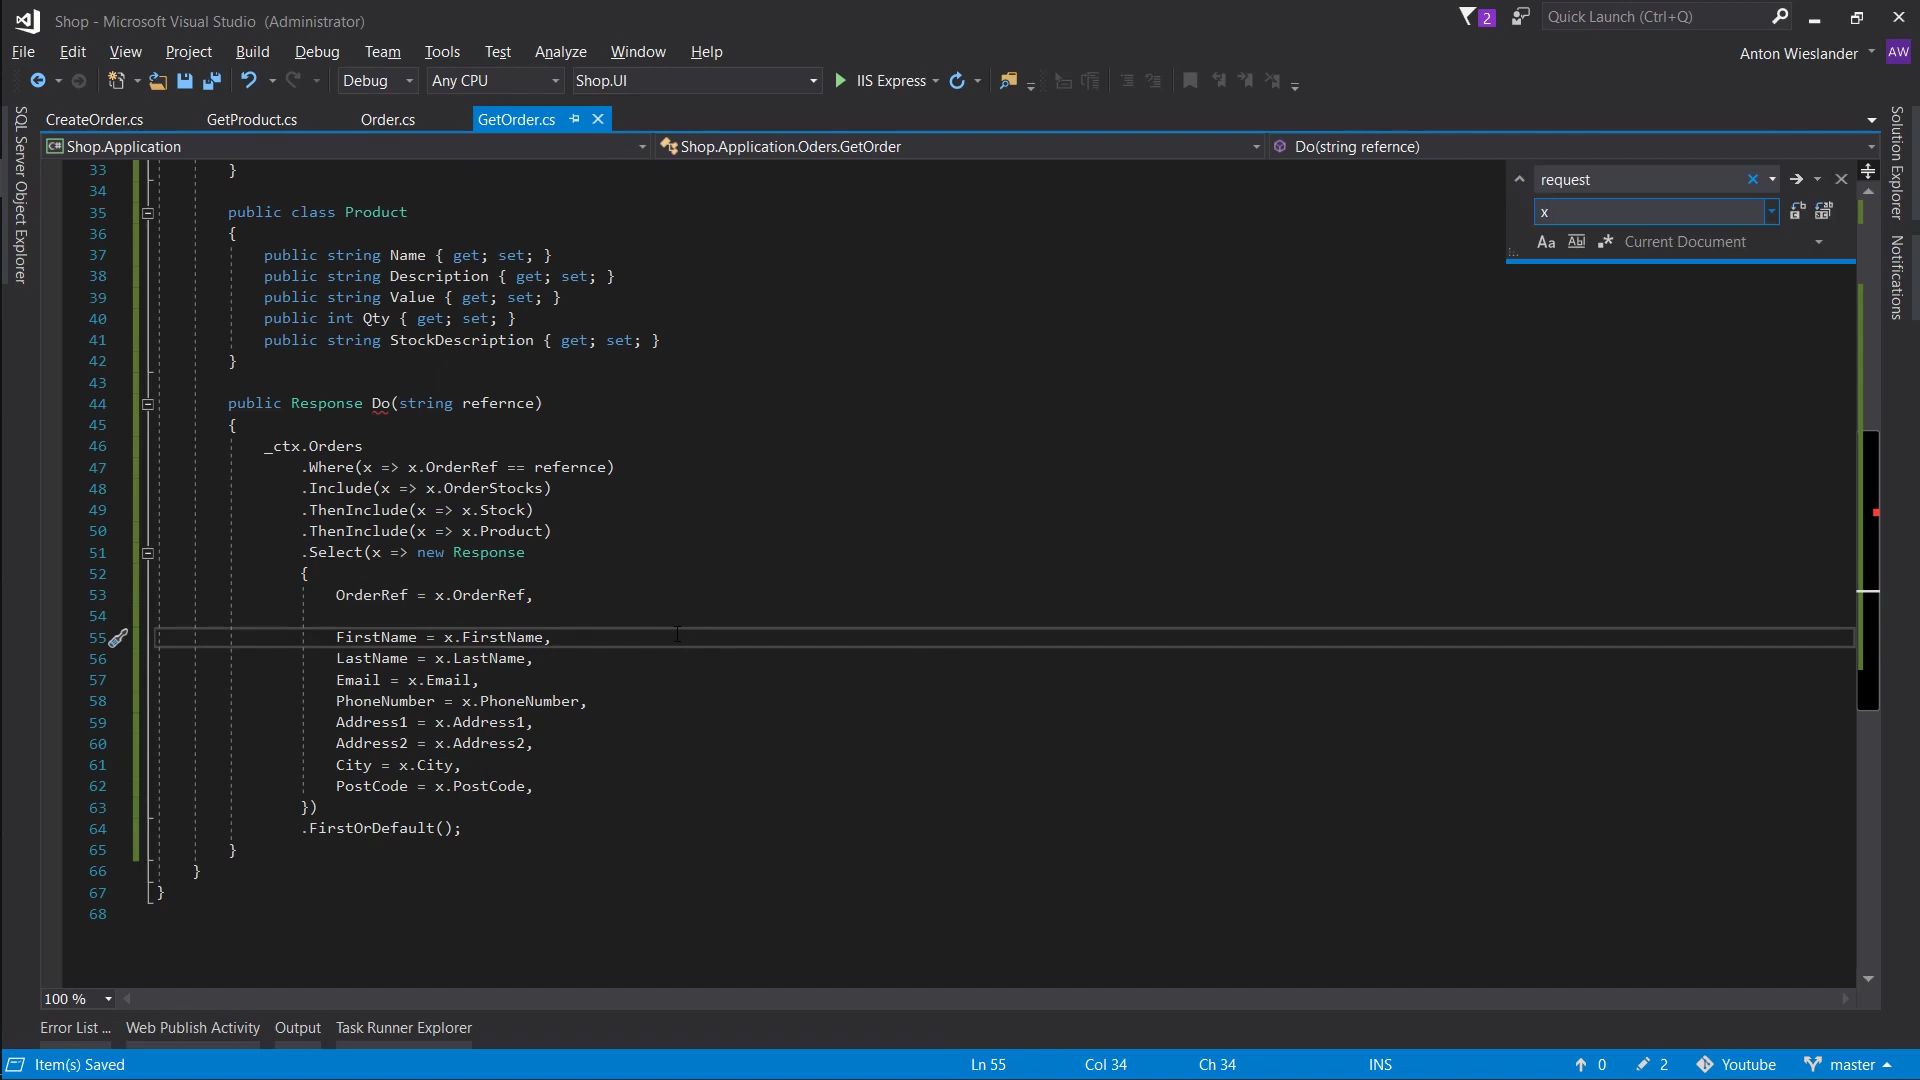 Shop - Microsoft Visual Studio (Administrator)
2
Quick Launch (Ctrl+Q)
File Edit View Project Build Debug Team Tools Test Analyze Window Help
Anton Wieslander AW
Debug Any CPU Shop.UI IIS Express
SQL Server Object Explorer
CreateOrder.cs GetProduct.cs Order.cs GetOrder.cs
Solution Explorer
Notifications
C# Shop.Application Shop.Application.Oders.GetOrder Do(string refernce)
request
x
Aa Abl Current Document
33 }
34
35 public class Product
36 {
37 public string Name { get; set; }
38 public string Description { get; set; }
39 public string Value { get; set; }
40 public int Qty { get; set; }
41 public string StockDescription { get; set; }
42 }
43
44 public Response Do(string refernce)
45 {
46 _ctx.Orders
47 .Where(x => x.OrderRef == refernce)
48 .Include(x => x.OrderStocks)
49 .ThenInclude(x => x.Stock)
50 .ThenInclude(x => x.Product)
51 .Select(x => new Response
52 {
53 OrderRef = x.OrderRef,
54
55 FirstName = x.FirstName,
56 LastName = x.LastName,
57 Email = x.Email,
58 PhoneNumber = x.PhoneNumber,
59 Address1 = x.Address1,
60 Address2 = x.Address2,
61 City = x.City,
62 PostCode = x.PostCode,
63 })
64 .FirstOrDefault();
65 }
66 }
67 }
68
100 %
Error List ... Web Publish Activity Output Task Runner Explorer
Item(s) Saved Ln 55 Col 34 Ch 34 INS 0 2 Youtube master